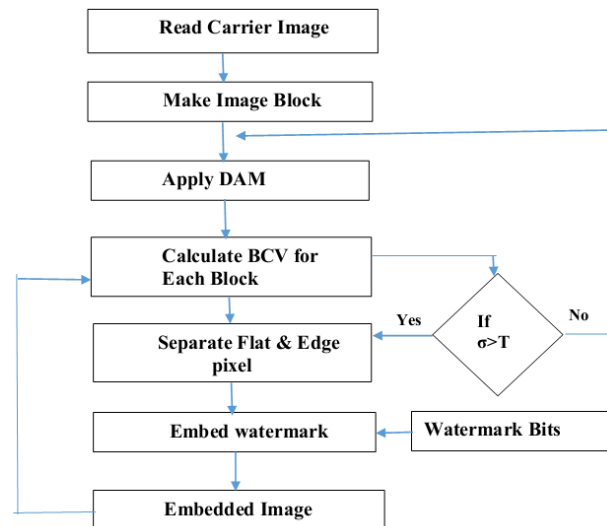 Read Carrier Image
Make Image Block
Apply DAM
Calculate BCV for
Each Block
Yes
If
σ>T
No
Separate Flat & Edge
pixel
Embed watermark
Watermark Bits
Embedded Image